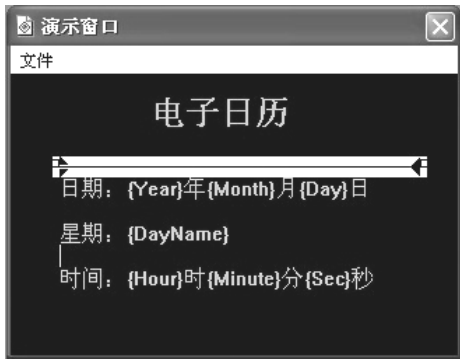 演示窗口
文件
电子日历
日期：{Year}年{Month}月{Day}日
星期：{DayName}
时间：{Hour}时{Minute}分{Sec}秒